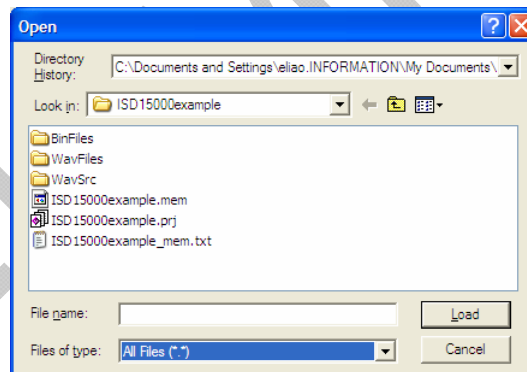 Open
Directory History: C:\Documents and Settings\eliao.INFORMATION\My Documents\
Look in: ISD15000example
BinFiles
WavFiles
WavSrc
ISD15000example.mem
ISD15000example.prj
ISD15000example_mem.txt
File name: Load
Files of type: All Files (*.*) Cancel